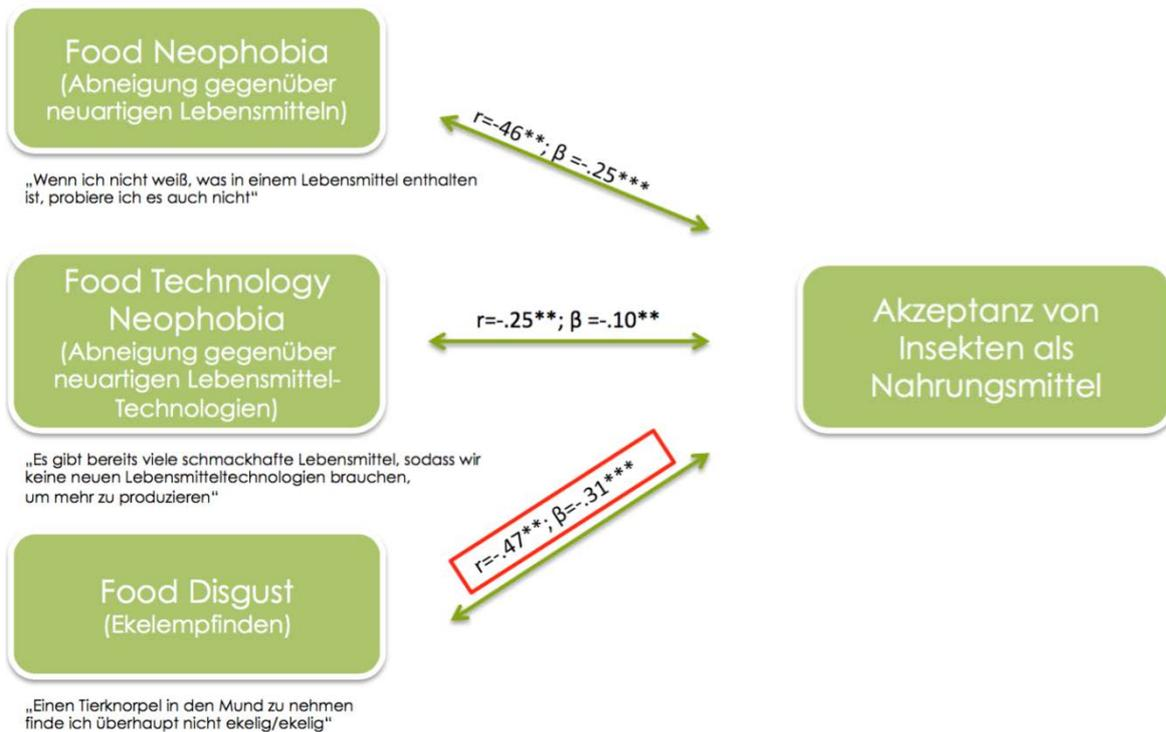 Food Neophobia
(Abneigung gegenüber
neuartigen Lebensmitteln)
r=-46**; β =-.25***
„Wenn ich nicht weiß, was in einem Lebensmittel enthalten
ist, probiere ich es auch nicht“
Food Technology
Neophobia
(Abneigung gegenüber
neuartigen Lebensmittel-
Technologien)
r=-.25**; β =-.10**
Akzeptanz von
Insekten als
Nahrungsmittel
„Es gibt bereits viele schmackhafte Lebensmittel, sodass wir
keine neuen Lebensmitteltechnologien brauchen,
um mehr zu produzieren“
r=-.47**; β=-.31***
Food Disgust
(Ekelempfinden)
„Einen Tierknorpel in den Mund zu nehmen
finde ich überhaupt nicht ekelig/ekelig“